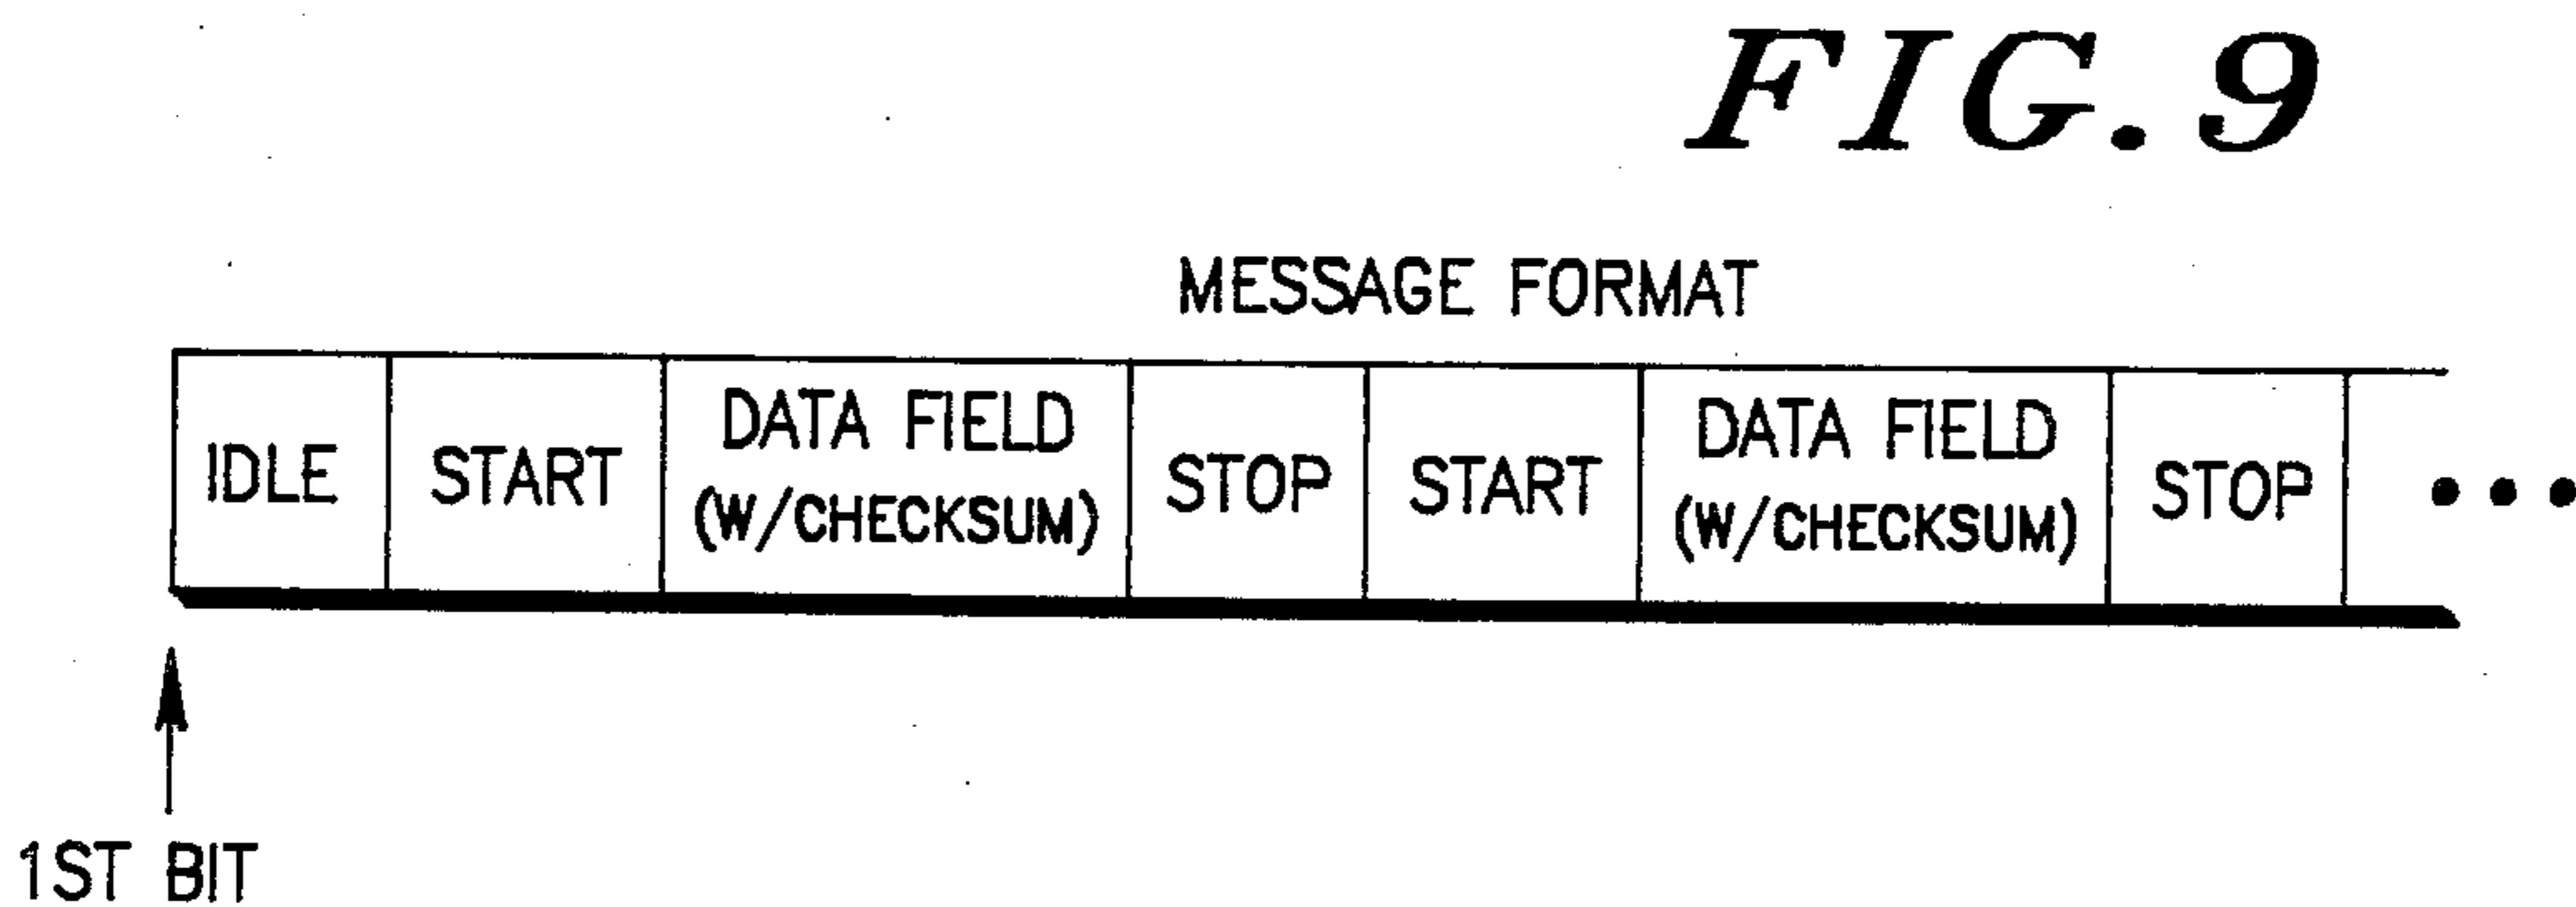 FIG. 9
MESSAGE FORMAT
IDLE
START
DATA FIELD
(W/CHECKSUM)
STOP
START
DATA FIELD
(W/CHECKSUM)
STOP
•••
1ST BIT